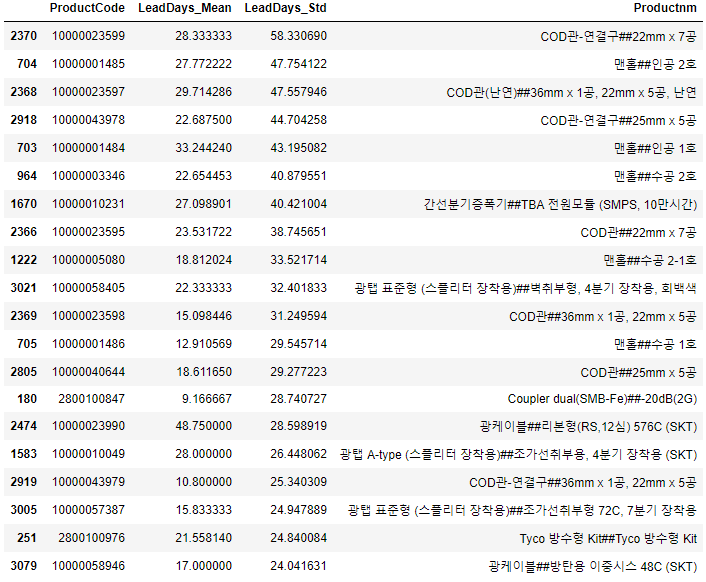 ProductCode LeadDays_Mean LeadDays_Std Productnm
2370 10000023599 28.333333 58.330690 COD관-연결구##22mm x 7공
704 10000001485 27.772222 47.754122 맨홀##인공 2호
2368 10000023597 29.714286 47.557946 COD관(난연)##36mm x 1공, 22mm x 5공, 난연
2918 10000043978 22.687500 44.704258 COD관-연결구##25mm x 5공
703 10000001484 33.244240 43.195082 맨홀##인공 1호
964 10000003346 22.654453 40.879551 맨홀##수공 2호
1670 10000010231 27.098901 40.421004 간선분기증폭기##TBA 전원모듈 (SMPS, 10만시간)
2366 10000023595 23.531722 38.745651 COD관##22mm x 7공
1222 10000005080 18.812024 33.521714 맨홀##수공 2-1호
3021 10000058405 22.333333 32.401833 광탭 표준형 (스플리터 장착용)##벽취부형, 4분기 장착용, 회백색
2369 10000023598 15.098446 31.249594 COD관##36mm x 1공, 22mm x 5공
705 10000001486 12.910569 29.545714 맨홀##수공 1호
2805 10000040644 18.611650 29.277223 COD관##25mm x 5공
180 2800100847 9.166667 28.740727 Coupler dual(SMB-Fe)##-20dB(2G)
2474 10000023990 48.750000 28.598919 광케이블##리본형(RS,12심) 576C (SKT)
1583 10000010049 28.000000 26.448062 광탭 A-type (스플리터 장착용)##조가선취부용, 4분기 장착용 (SKT)
2919 10000043979 10.800000 25.340309 COD관-연결구##36mm x 1공, 22mm x 5공
3005 10000057387 15.833333 24.947889 광탭 표준형 (스플리터 장착용)##조가선취부형 72C, 7분기 장착용
251 2800100976 21.558140 24.840084 Tyco 방수형 Kit##Tyco 방수형 Kit
3079 10000058946 17.000000 24.041631 광케이블##방탄용 이중시스 48C (SKT)